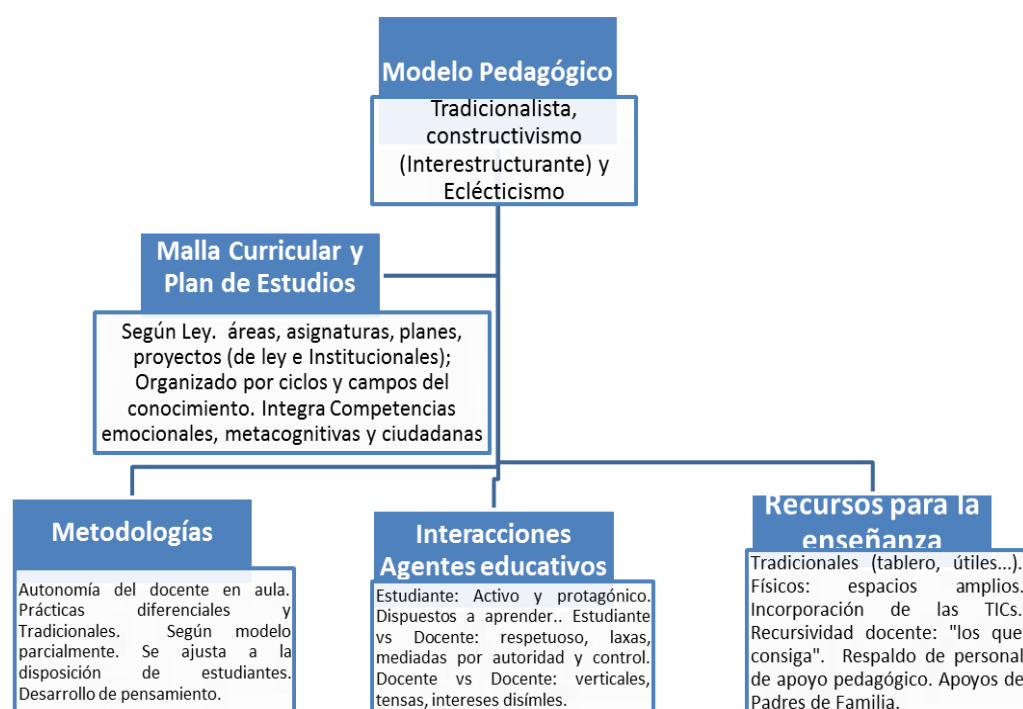 Modelo Pedagógico
Tradicionalista,
constructivismo
(Interestructurante) y
Eclécticismo
Malla Curricular y
Plan de Estudios
Según Ley. áreas, asignaturas, planes,
proyectos (de ley e Institucionales);
Organizado por ciclos y campos del
conocimiento. Integra Competencias
emocionales, metacognitivas y ciudadanas
Metodologías
Autonomía del docente en aula.
Prácticas diferenciales y
Tradicionales. Según modelo
parcialmente. Se ajusta a la
disposición de estudiantes.
Desarrollo de pensamiento.
Interacciones
Agentes educativos
Estudiante: Activo y protagónico.
Dispuestos a aprender.. Estudiante
vs Docente: respetuoso, laxas,
mediadas por autoridad y control.
Docente vs Docente: verticales,
tensas, intereses disímles.
Recursos para la
enseñanza
Tradicionales (tablero, útiles...).
Físicos: espacios amplios.
Incorporación de las TICs.
Recursividad docente: "los que
consiga". Respaldo de personal
de apoyo pedagógico. Apoyos de
Padres de Familia.